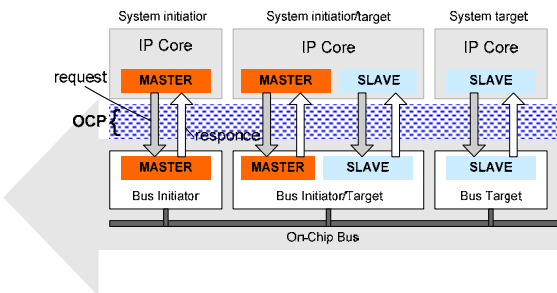 System initiatior
System initiation/target
System target
IP Core
IP Core
IP Core
request
MASTER
MASTER
SLAVE
SLAVE
OCP
responce
MASTER
MASTER
SLAVE
SLAVE
Bus Initiator
Bus Initiator/Target
Bus Target
On-Chip Bus